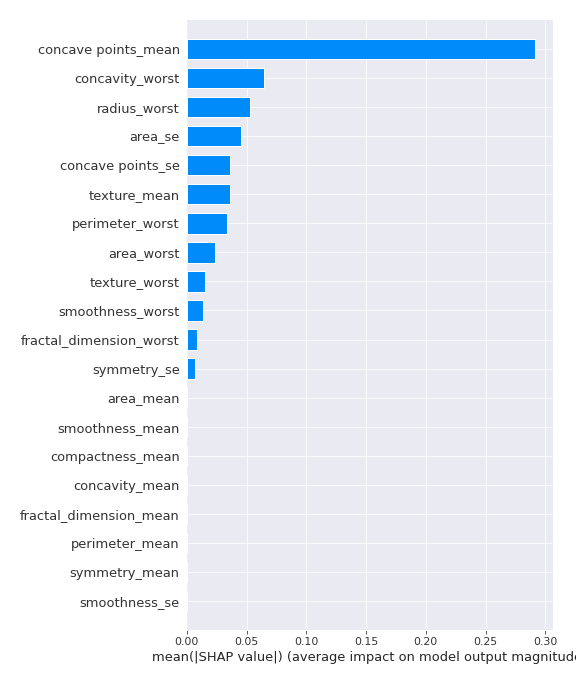 concave points_mean
concavity_worst
radius_worst
area_se
concave points_se
texture_mean
perimeter_worst
area_worst
texture_worst
smoothness_worst
fractal_dimension_worst
symmetry_se
area_mean
smoothness_mean
compactness_mean
concavity_mean
fractal_dimension_mean
perimeter_mean
symmetry_mean
smoothness_se
0.00 0.05 0.10 0.15 0.20 0.25 0.30
mean(|SHAP value|) (average impact on model output magnitude